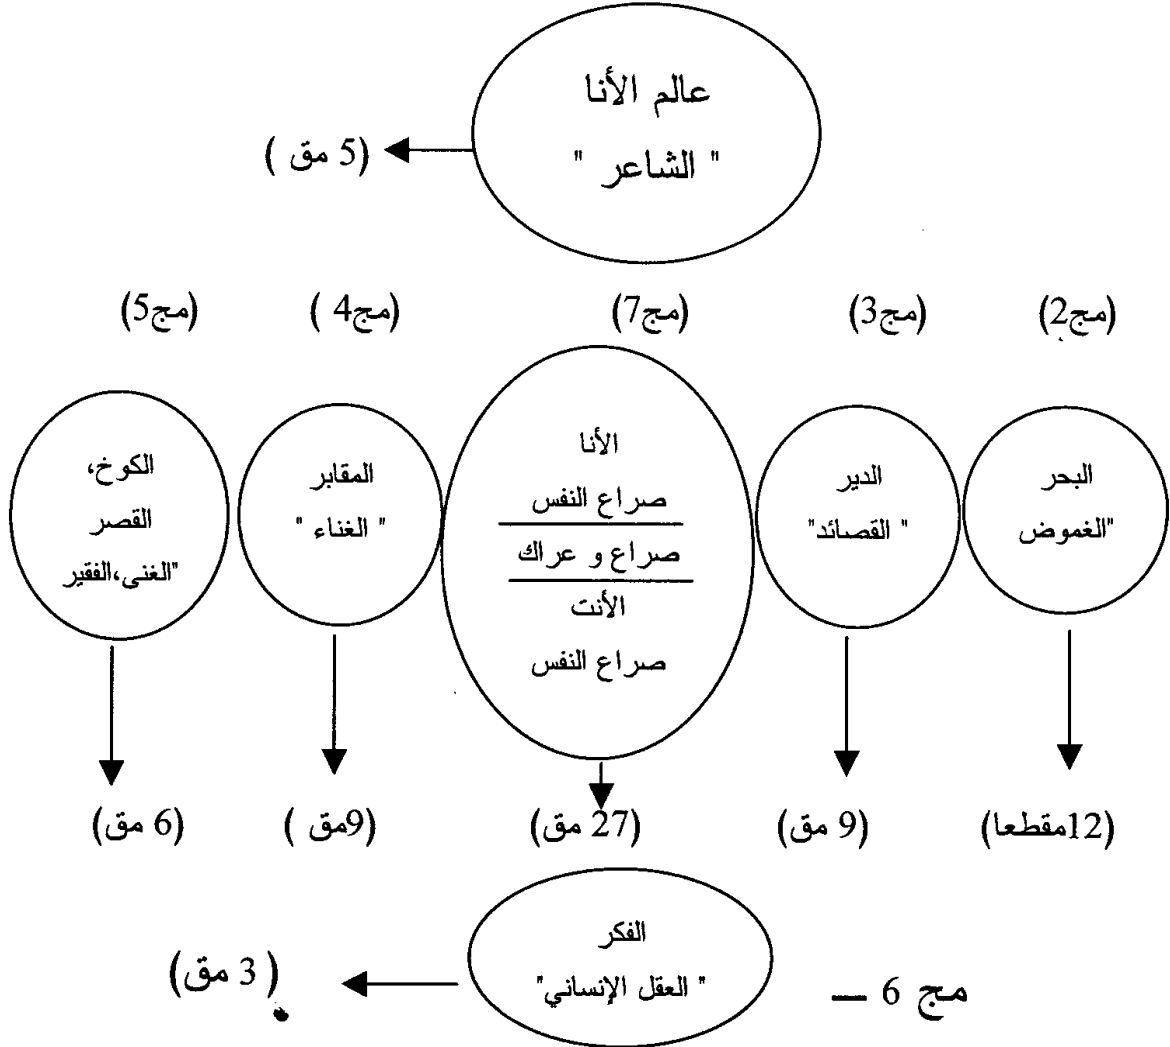 عالم الأنا
" الشاعر "
(5 مق )
(مج2)
(مج3)
(مج7)
(مج4 )
(مج5)
البحر
"الغموض
الدير
" القصائد"
الأنا
صراع النفس
صراع و عراك
الأنت
صراع النفس
المقابر
" الغناء "
الكوخ،
القصر
"الغنى،الفقير
(12مقطعا)
(9 مق )
(27 مق)
(9مق )
(6 مق)
الفكر
" العقل الإنساني"
مج 6 –
( 3 مق)